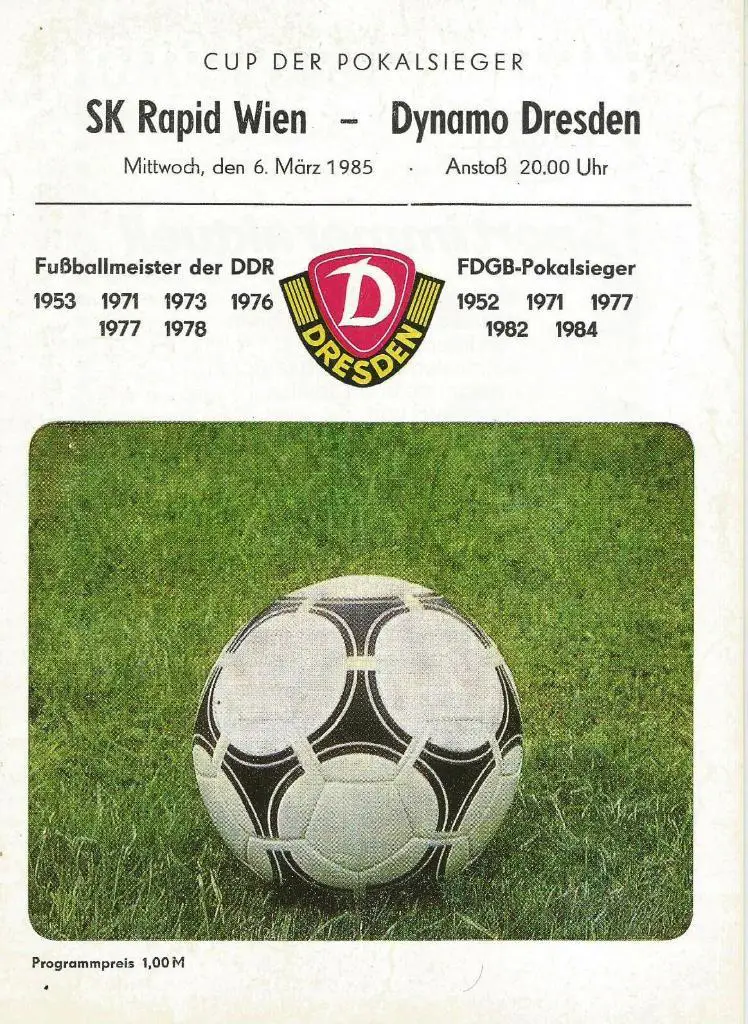 CUP DER POKALSIEGER
SK Rapid Wien – Dynamo Dresden
Mittwoch, den 6. März 1985 · Anstoß 20.00 Uhr
Fußballmeister der DDR
1953 1971 1973 1976
1977 1978
D
DRESDEN
FDGB-Pokalsieger
1952 1971 1977
1982 1984
Programmpreis 1,00 M